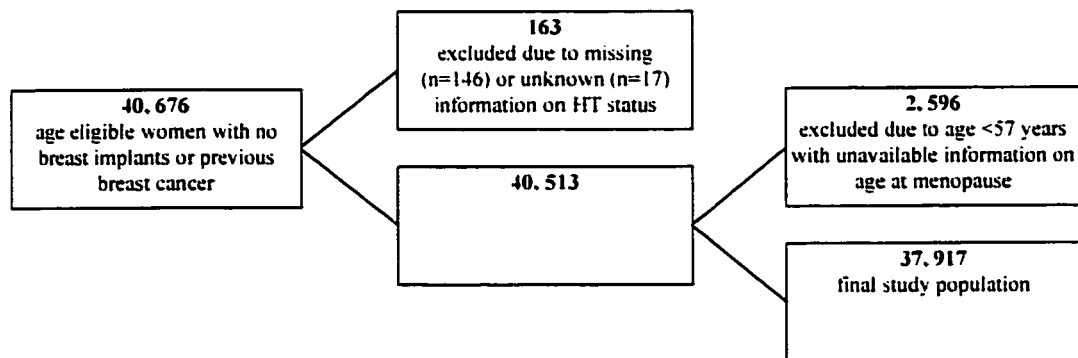 163
excluded due to missing
(n=146) or unknown (n=17)
information on HT status
40,676
age eligible women with no
breast implants or previous
breast cancer
2,596
excluded due to age <57 years
with unavailable information on
age at menopause
40,513
37,917
final study population